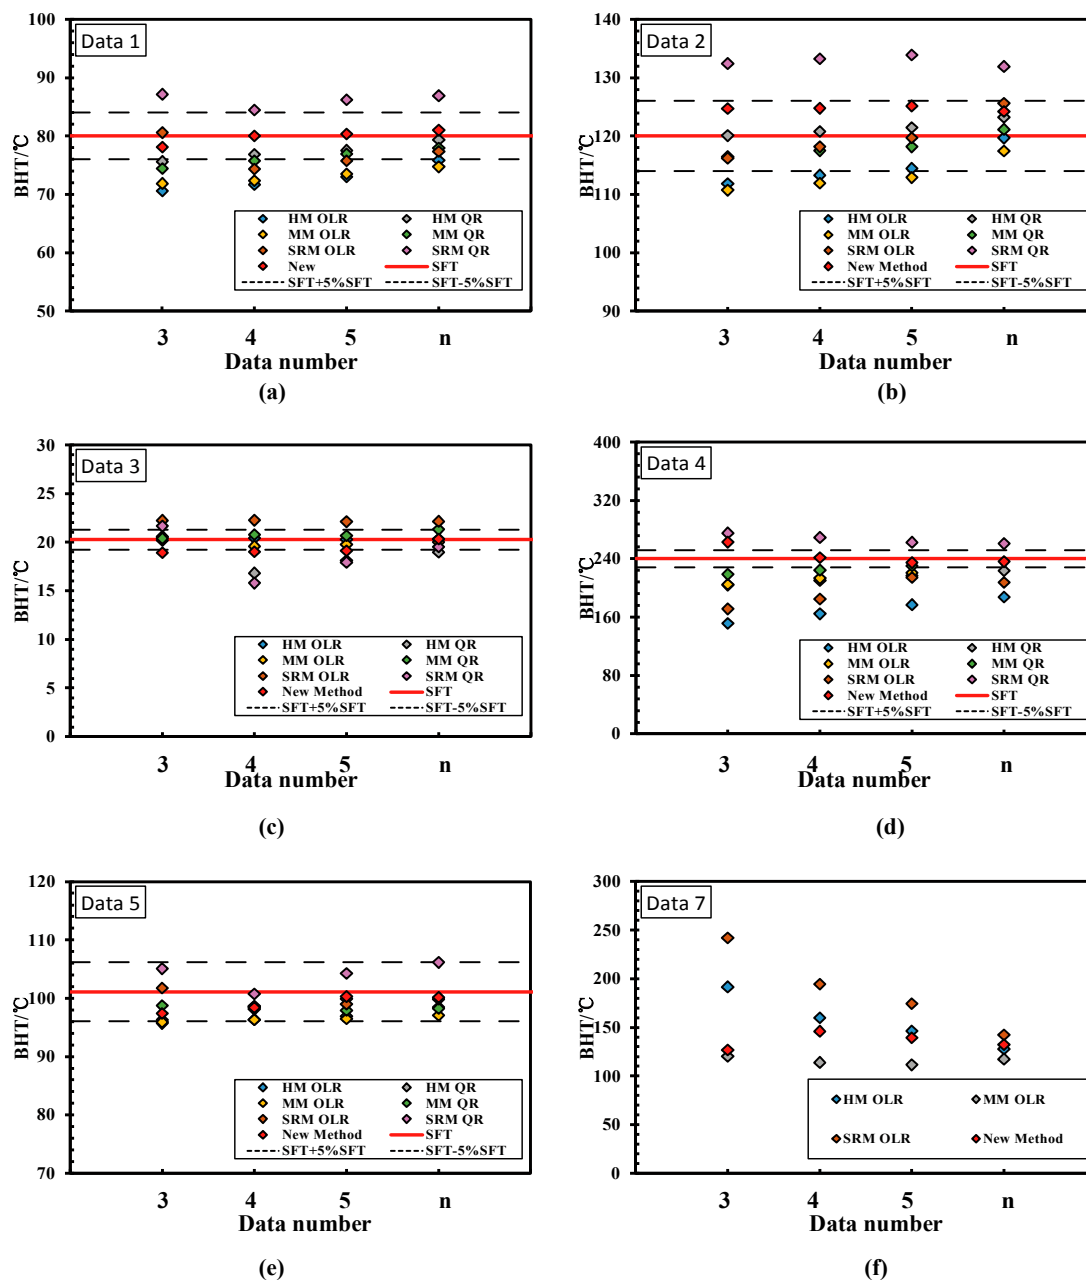 Data 1
BHT/℃
100
90
80
70
60
50
HM OLR
HM QR
MM OLR
MM QR
SRM OLR
SRM QR
New
SFT
SFT+5%SFT
SFT-5%SFT
3 4 5 n
Data number
(a)
Data 2
BHT/℃
140
130
120
110
100
90
HM OLR
HM QR
MM OLR
MM QR
SRM OLR
SRM QR
New Method
SFT
SFT+5%SFT
SFT-5%SFT
3 4 5 n
Data number
(b)
Data 3
BHT/℃
30
25
20
15
10
5
0
HM OLR
HM QR
MM OLR
MM QR
SRM OLR
SRM QR
New Method
SFT
SFT+5%SFT
SFT-5%SFT
3 4 5 n
Data number
(c)
Data 4
BHT/℃
400
320
240
160
80
0
HM OLR
HM QR
MM OLR
MM QR
SRM OLR
SRM QR
New Method
SFT
SFT+5%SFT
SFT-5%SFT
3 4 5 n
Data number
(d)
Data 5
BHT/℃
120
110
100
90
80
70
HM OLR
HM QR
MM OLR
MM QR
SRM OLR
SRM QR
New Method
SFT
SFT+5%SFT
SFT-5%SFT
3 4 5 n
Data number
(e)
Data 7
BHT/℃
300
250
200
150
100
50
0
HM OLR
MM OLR
SRM OLR
New Method
3 4 5 n
Data number
(f)